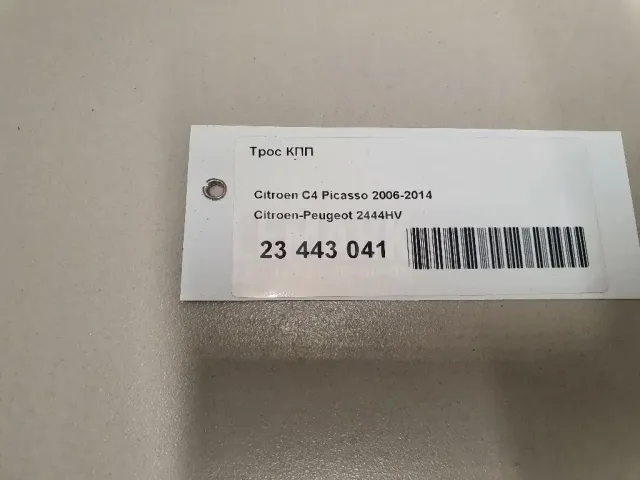 Трос КПП
Citroen C4 Picasso 2006-2014
Citroen-Peugeot 2444HV
23 443 041